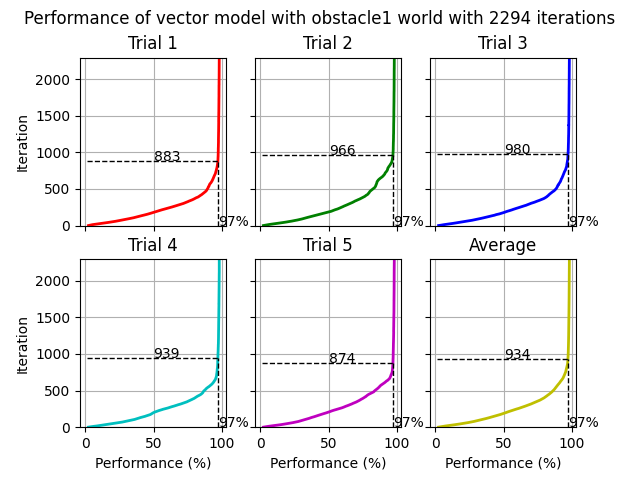 Performance of vector model with obstacle1 world with 2294 iterations
Trial 1
Trial 2
Trial 3
2000
1500
1000
500
0
Iteration
883
97%
966
97%
980
97%
Trial 4
Trial 5
Average
2000
1500
1000
500
0
Iteration
939
97%
874
97%
934
97%
0 50 100
0 50 100
0 50 100
Performance (%)
Performance (%)
Performance (%)